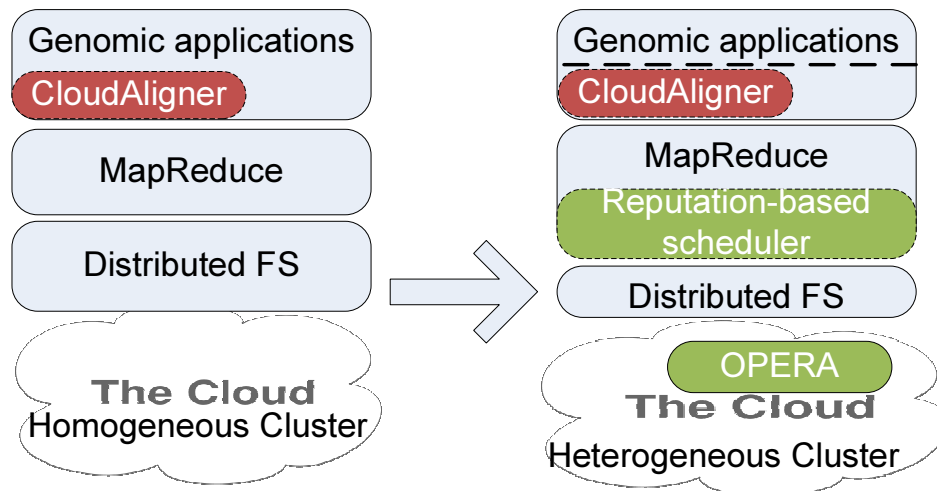 Genomic applications
CloudAligner
MapReduce
Distributed FS
The Cloud
Homogeneous Cluster
Genomic applications
CloudAligner
MapReduce
Reputation-based
scheduler
Distributed FS
OPERA
The Cloud
Heterogeneous Cluster